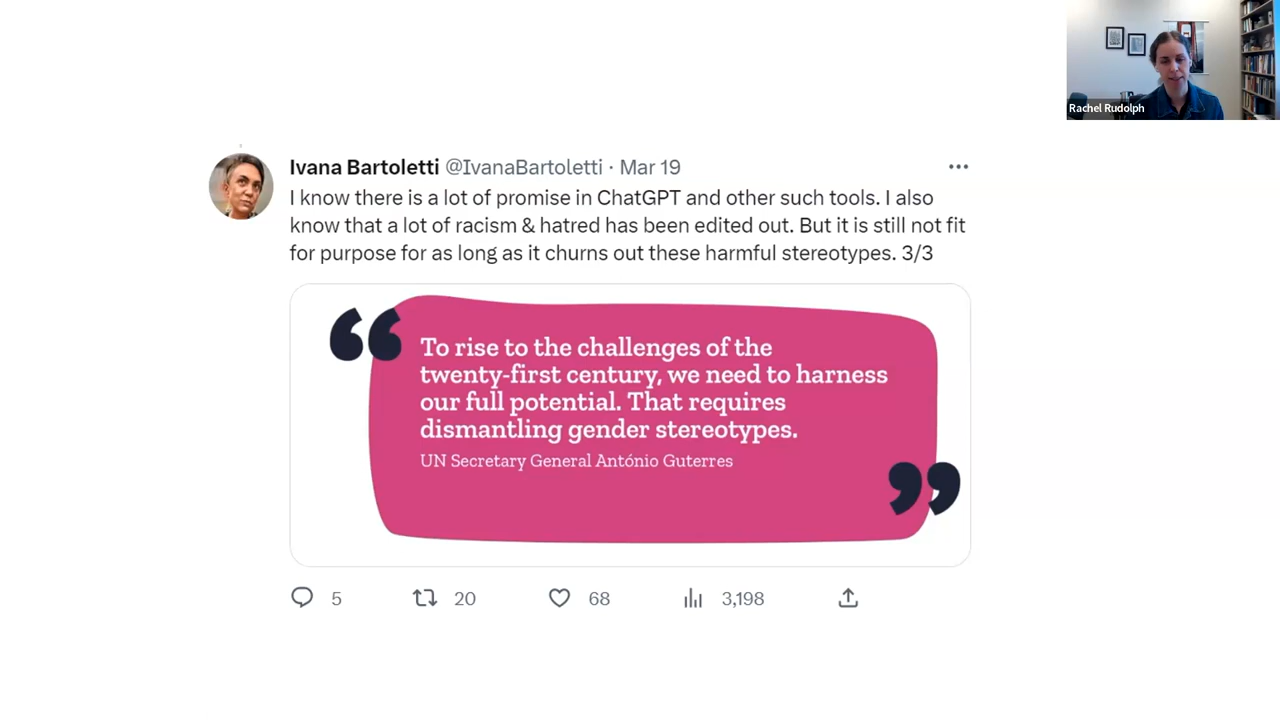 Rachel Rudolph
Ivana Bartoletti @IvanaBartoletti · Mar 19
I know there is a lot of promise in ChatGPT and other such tools. I also
know that a lot of racism & hatred has been edited out. But it is still not fit
for purpose for as long as it churns out these harmful stereotypes. 3/3
“
To rise to the challenges of the
twenty-first century, we need to harness
our full potential. That requires
dismantling gender stereotypes.
UN Secretary General António Guterres
”
5 20 68 3,198